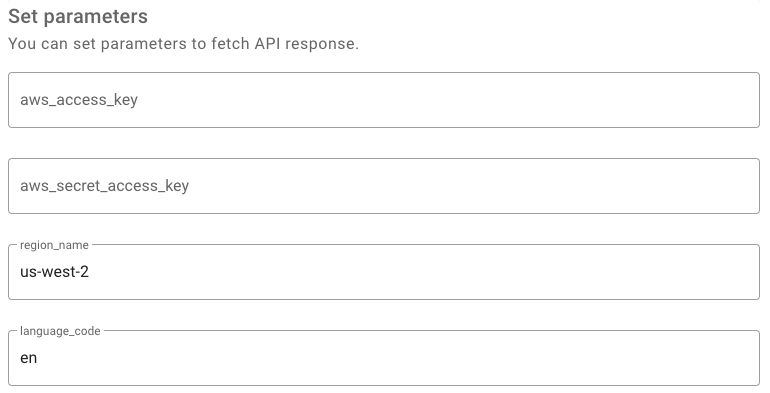 Set parameters
You can set parameters to fetch API response.
aws_access_key
aws_secret_access_key
region_name
us-west-2
language_code
en